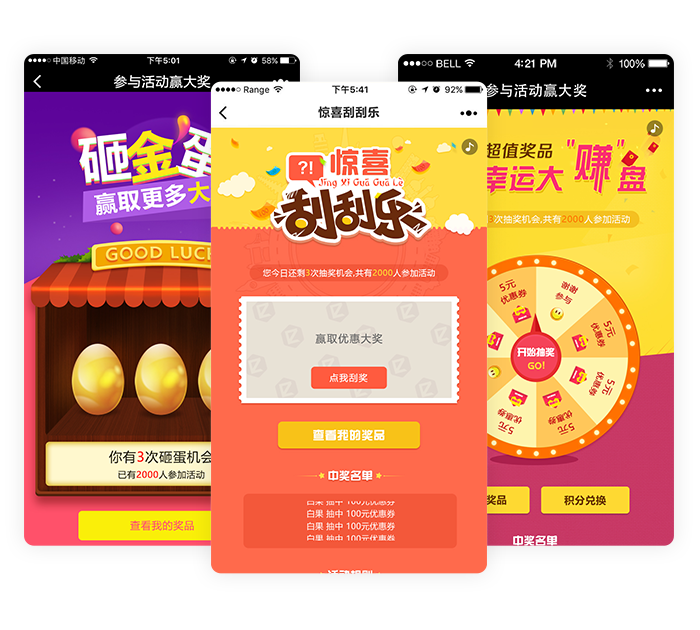 中国移动
下午5:01
58%
参与活动赢大奖
砸金蛋
赢取更多大
GOOD LUCK
你有3次砸蛋机会
已有2000人参加活动
查看我的奖品
Range
下午5:41
92%
惊喜刮刮乐
?!
惊喜
Jing Xi Gua Gua Le
刮刮乐
您今日还剩3次抽奖机会,共有2000人参加活动
赢取优惠大奖
点我刮奖
查看我的奖品
中奖名单
白果 抽中 100元优惠券
白果 抽中 100元优惠券
白果 抽中 100元优惠券
白果 抽中 100元优惠券
活动规则
BELL
4:21 PM
100%
参与活动赢大奖
超值奖品
幸运大"赚"盘
3次抽奖机会,共有2000人参加活动
5元
优惠券
谢谢
参与
5元
优惠券
5元
优惠券
5元
优惠券
5元
优惠券
开始抽奖
GO!
奖品
积分兑换
中奖名单